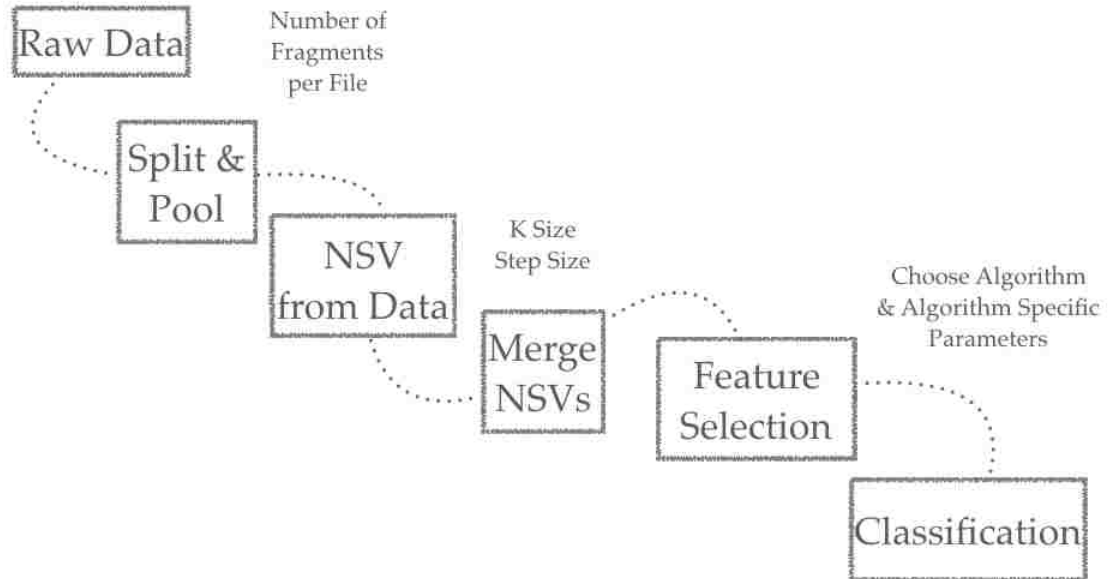 Raw Data
Number of
Fragments
per File
Split &
Pool
NSV
from Data
K Size
Step Size
Merge
NSVs
Choose Algorithm
& Algorithm Specific
Parameters
Feature
Selection
Classification